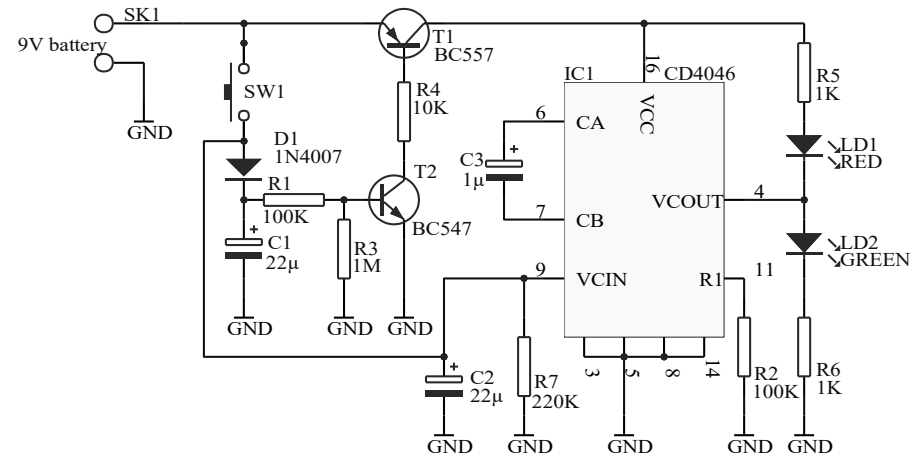 SK1
9V battery
GND
SW1
D1
1N4007
R1
100K
C1
22µ
GND
R3
1M
GND
T1
BC557
R4
10K
T2
BC547
GND
C3
1µ
IC1
CD4046
16
VCC
6
CA
7
CB
VCOUT
4
9
VCIN
R1
11
3
5
8
14
GND
C2
22µ
GND
R7
220K
GND
R2
100K
GND
R5
1K
LD1
RED
LD2
GREEN
R6
1K
GND